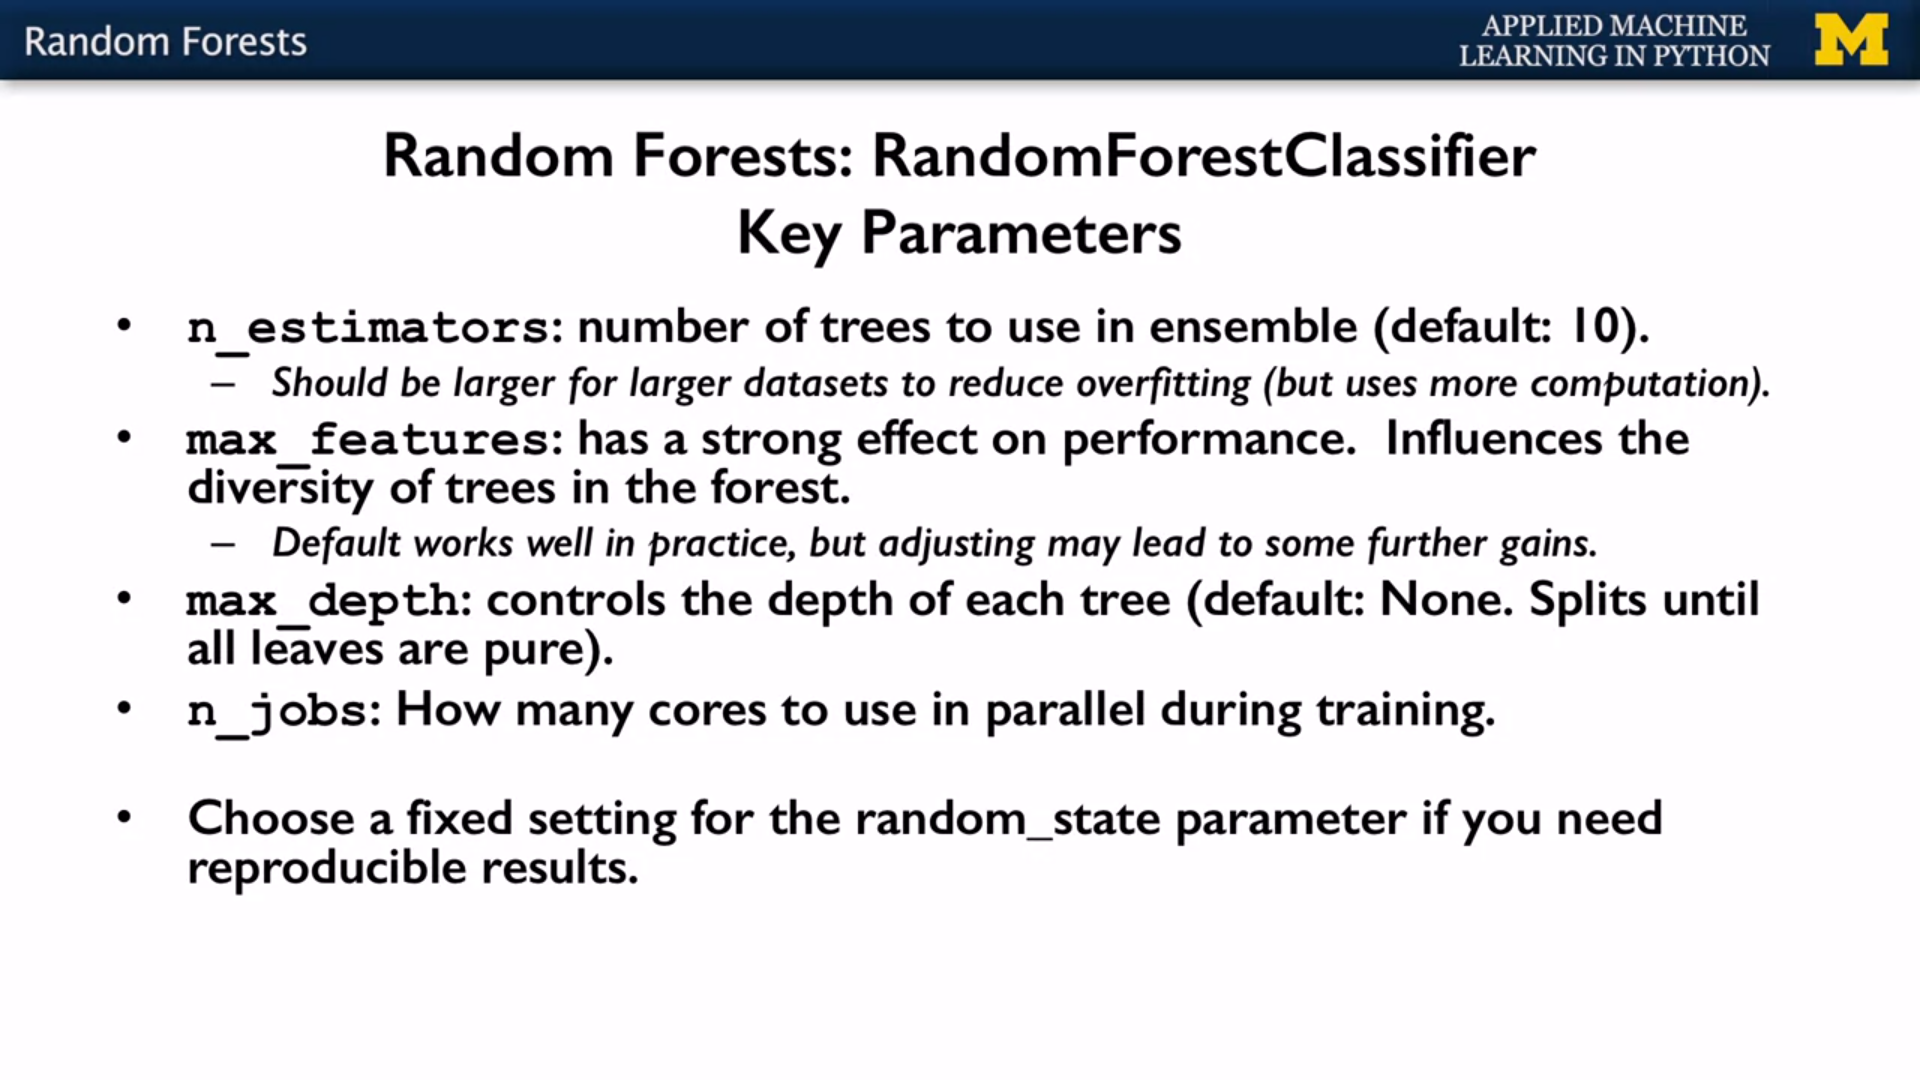 Random Forests
APPLIED MACHINE
LEARNING IN PYTHON
M
Random Forests: RandomForestClassifier
Key Parameters
• n_estimators: number of trees to use in ensemble (default: 10).
– Should be larger for larger datasets to reduce overfitting (but uses more computation).
• max_features: has a strong effect on performance. Influences the
diversity of trees in the forest.
– Default works well in practice, but adjusting may lead to some further gains.
• max_depth: controls the depth of each tree (default: None. Splits until
all leaves are pure).
• n_jobs: How many cores to use in parallel during training.
• Choose a fixed setting for the random_state parameter if you need
reproducible results.